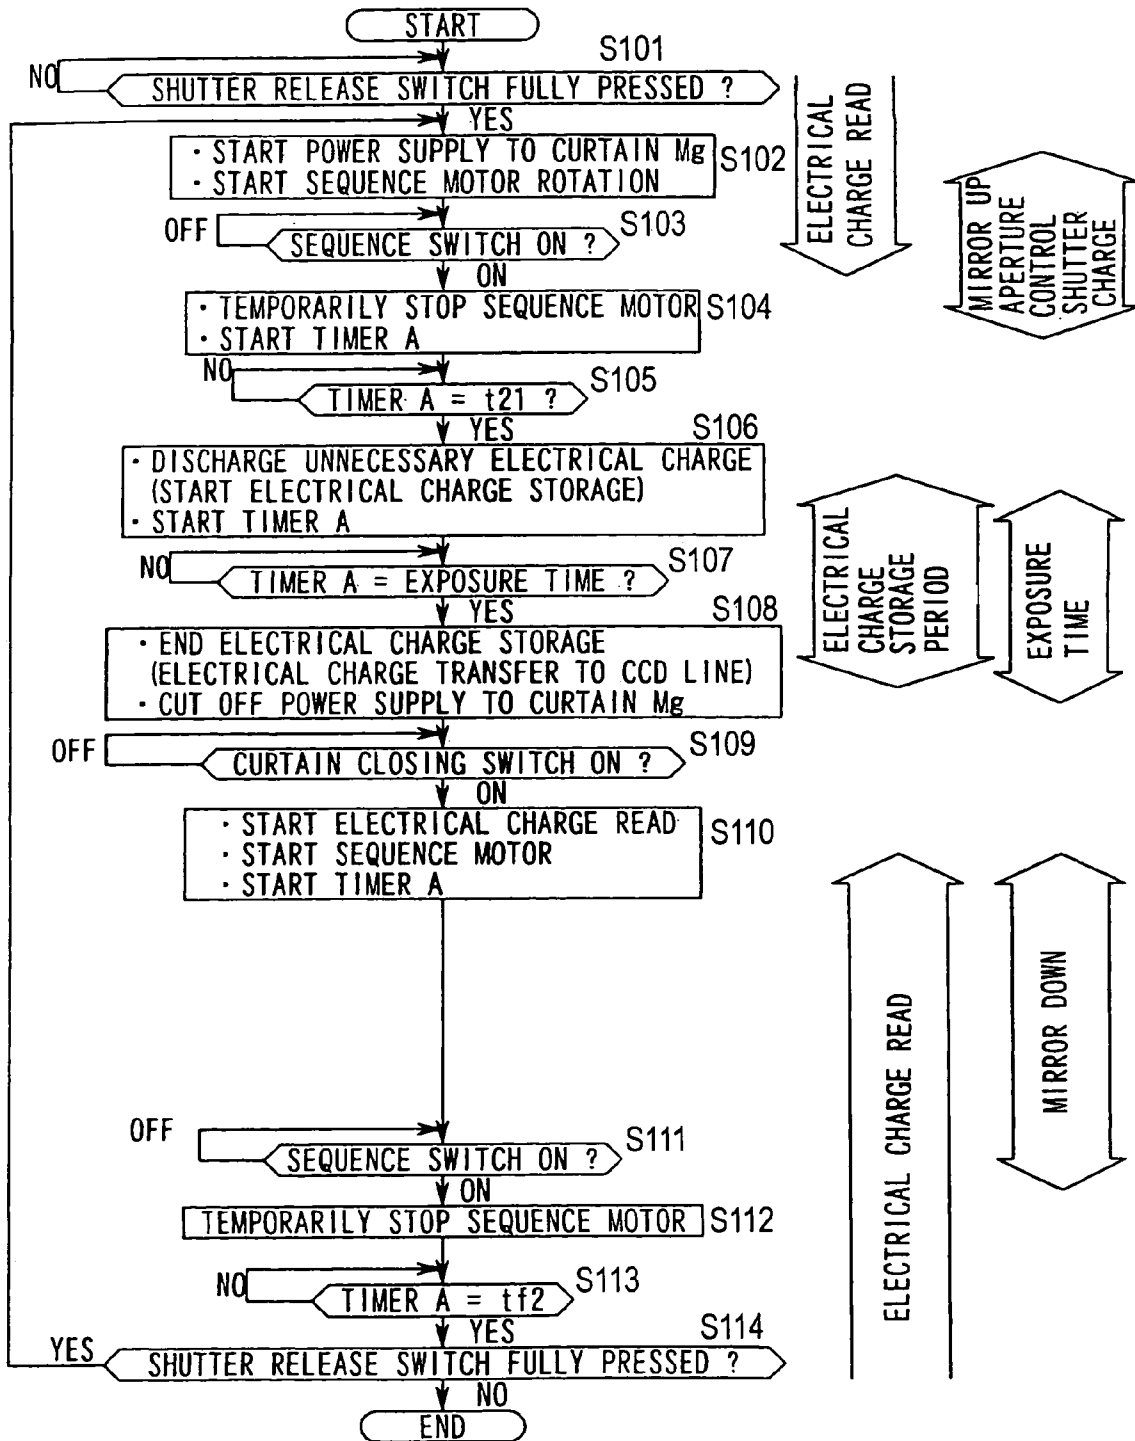 START
S101
NO
SHUTTER RELEASE SWITCH FULLY PRESSED ?
YES
· START POWER SUPPLY TO CURTAIN Mg
S102
· START SEQUENCE MOTOR ROTATION
OFF
S103
SEQUENCE SWITCH ON ?
ON
· TEMPORARILY STOP SEQUENCE MOTOR
S104
· START TIMER A
NO
S105
TIMER A = t21 ?
YES
S106
· DISCHARGE UNNECESSARY ELECTRICAL CHARGE
(START ELECTRICAL CHARGE STORAGE)
· START TIMER A
NO
S107
TIMER A = EXPOSURE TIME ?
YES
S108
· END ELECTRICAL CHARGE STORAGE
(ELECTRICAL CHARGE TRANSFER TO CCD LINE)
· CUT OFF POWER SUPPLY TO CURTAIN Mg
OFF
S109
CURTAIN CLOSING SWITCH ON ?
ON
· START ELECTRICAL CHARGE READ
S110
· START SEQUENCE MOTOR
· START TIMER A
OFF
S111
SEQUENCE SWITCH ON ?
ON
TEMPORARILY STOP SEQUENCE MOTOR
S112
NO
S113
TIMER A = tf2
YES
S114
YES
SHUTTER RELEASE SWITCH FULLY PRESSED ?
NO
END
ELECTRICAL
CHARGE READ
MIRROR UP
APERTURE
CONTROL
SHUTTER
CHARGE
ELECTRICAL
CHARGE
STORAGE
PERIOD
EXPOSURE
TIME
ELECTRICAL CHARGE READ
MIRROR DOWN